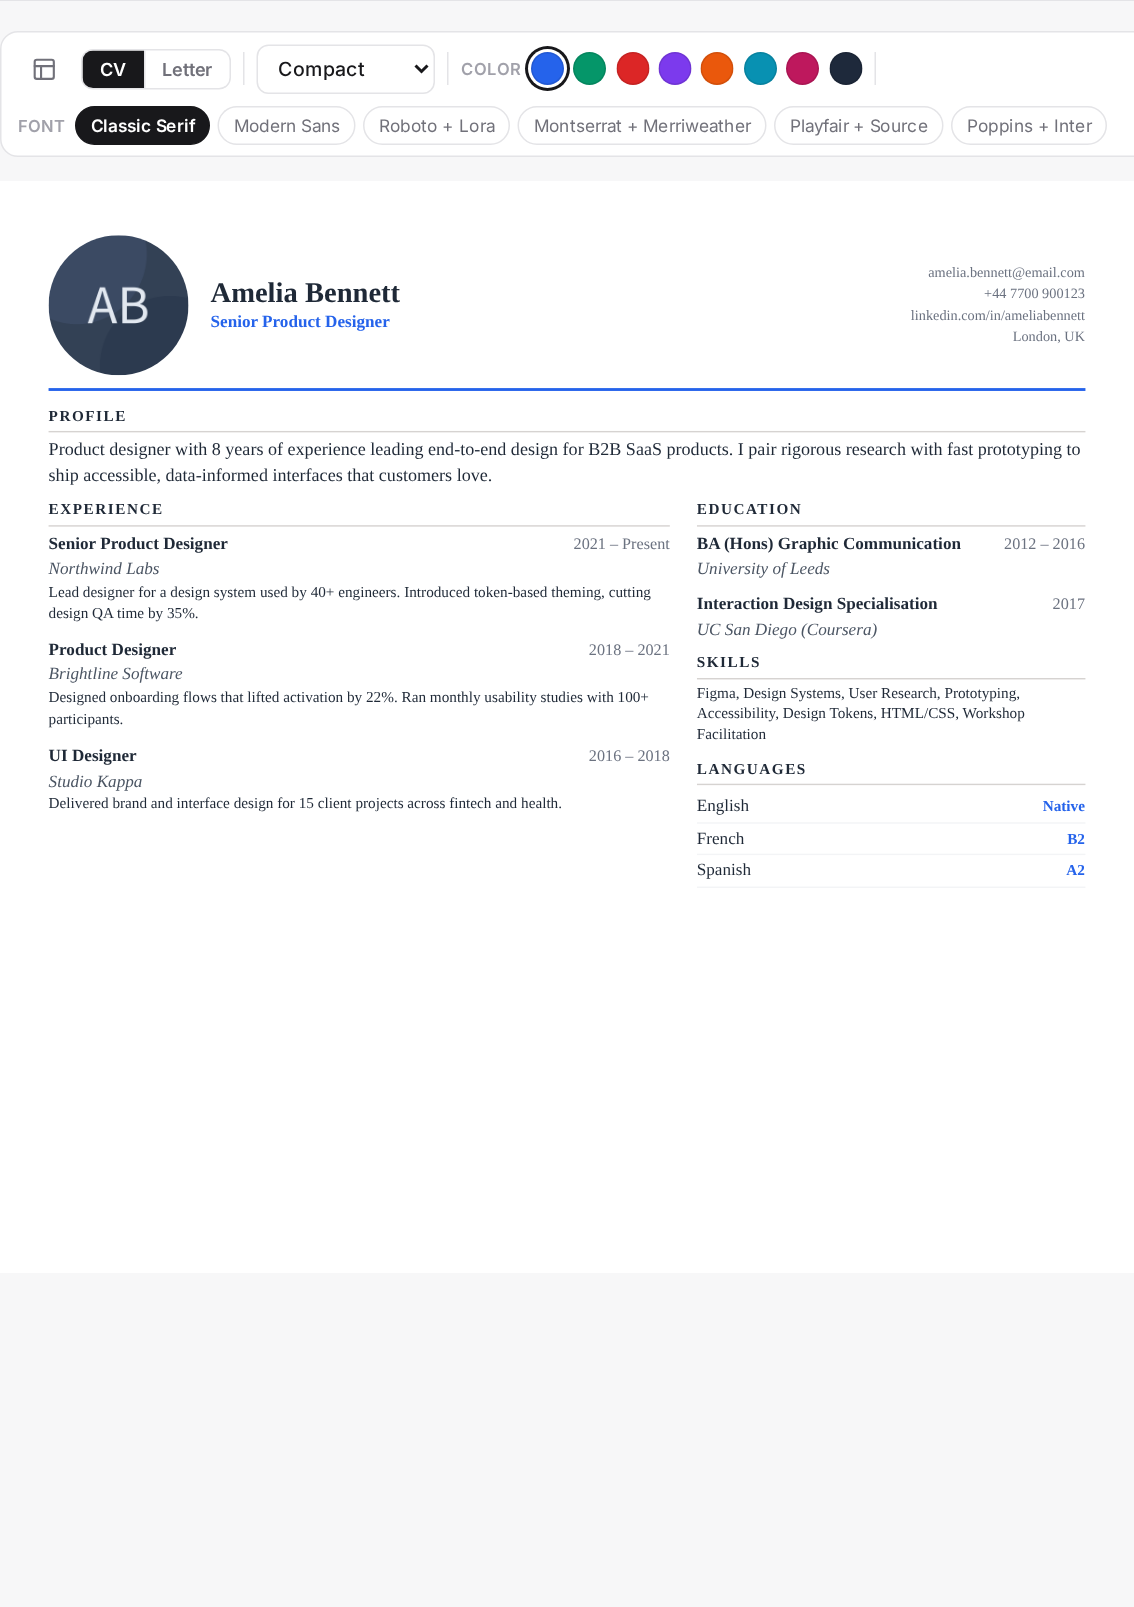 CV
Letter
Compact
COLOR
FONT
Classic Serif
Modern Sans
Roboto + Lora
Montserrat + Merriweather
Playfair + Source
Poppins + Inter
AB
Amelia Bennett
Senior Product Designer
amelia.bennett@email.com
+44 7700 900123
linkedin.com/in/ameliabennett
London, UK
PROFILE
Product designer with 8 years of experience leading end-to-end design for B2B SaaS products. I pair rigorous research with fast prototyping to
ship accessible, data-informed interfaces that customers love.
EXPERIENCE
Senior Product Designer 2021 – Present
Northwind Labs
Lead designer for a design system used by 40+ engineers. Introduced token-based theming, cutting
design QA time by 35%.
Product Designer 2018 – 2021
Brightline Software
Designed onboarding flows that lifted activation by 22%. Ran monthly usability studies with 100+
participants.
UI Designer 2016 – 2018
Studio Kappa
Delivered brand and interface design for 15 client projects across fintech and health.
EDUCATION
BA (Hons) Graphic Communication 2012 – 2016
University of Leeds
Interaction Design Specialisation 2017
UC San Diego (Coursera)
SKILLS
Figma, Design Systems, User Research, Prototyping,
Accessibility, Design Tokens, HTML/CSS, Workshop
Facilitation
LANGUAGES
English Native
French B2
Spanish A2